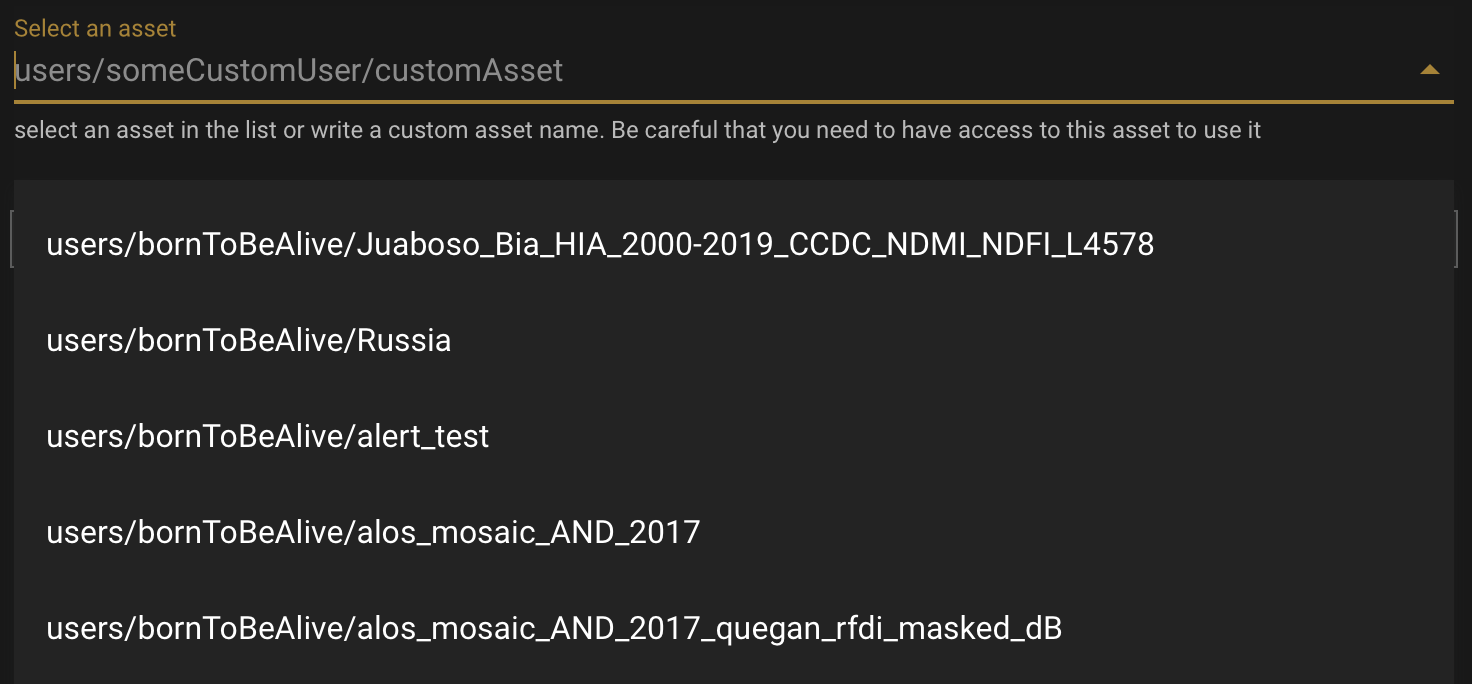 Select an asset
users/someCustomUser/customAsset
select an asset in the list or write a custom asset name. Be careful that you need to have access to this asset to use it
users/bornToBeAlive/Juaboso_Bia_HIA_2000-2019_CCDC_NDMI_NDFI_L4578
users/bornToBeAlive/Russia
users/bornToBeAlive/alert_test
users/bornToBeAlive/alos_mosaic_AND_2017
users/bornToBeAlive/alos_mosaic_AND_2017_quegan_rfdi_masked_dB